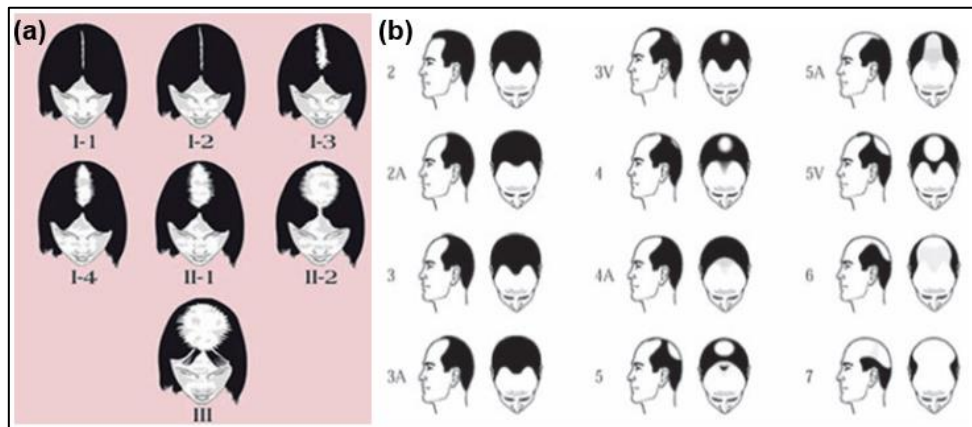 (a)
I-1 I-2 I-3
I-4 II-1 II-2
III
(b)
2 3V 5A
2A 4 5V
3 4A 6
3A 5 7